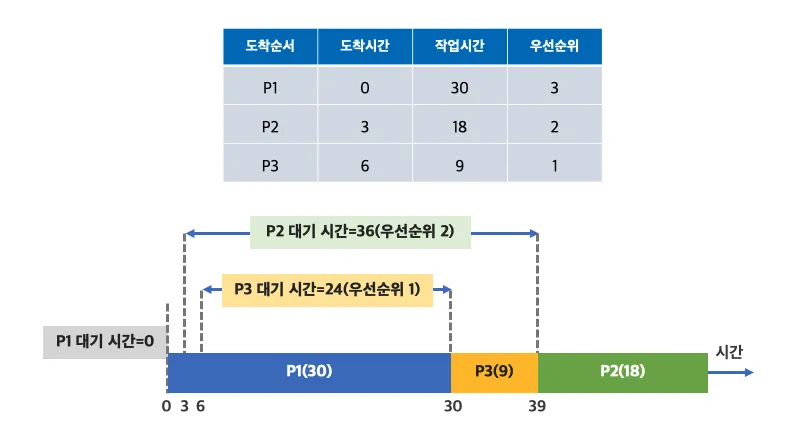 도착순서 도착시간 작업시간 우선순위
P1 0 30 3
P2 3 18 2
P3 6 9 1
P2 대기 시간=36(우선순위 2)
P3 대기 시간=24(우선순위 1)
P1 대기 시간=0
시간
P1(30) P3(9) P2(18)
0 3 6 30 39